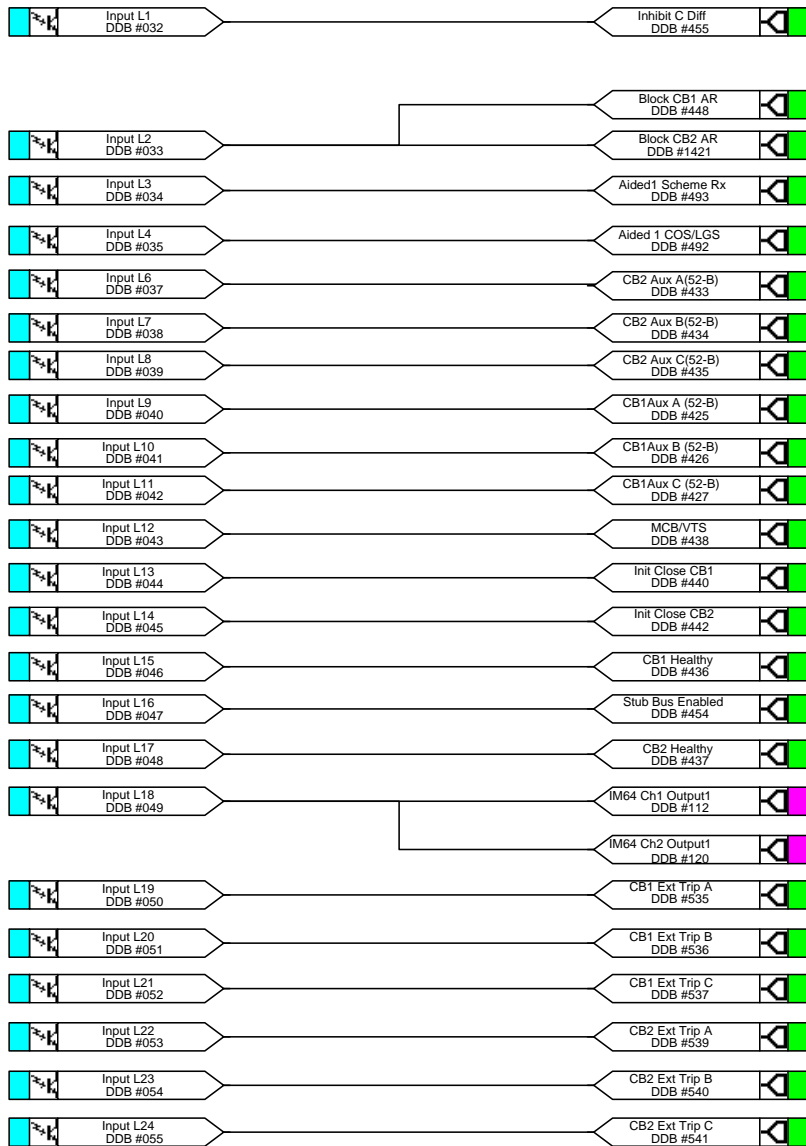 Input L1
DDB #032
Inhibit C Diff
DDB #455
Block CB1 AR
DDB #448
Input L2
DDB #033
Block CB2 AR
DDB #1421
Input L3
DDB #034
Aided1 Scheme Rx
DDB #493
Input L4
DDB #035
Aided 1 COS/LGS
DDB #492
Input L6
DDB #037
CB2 Aux A(52-B)
DDB #433
Input L7
DDB #038
CB2 Aux B(52-B)
DDB #434
Input L8
DDB #039
CB2 Aux C(52-B)
DDB #435
Input L9
DDB #040
CB1Aux A (52-B)
DDB #425
Input L10
DDB #041
CB1Aux B (52-B)
DDB #426
Input L11
DDB #042
CB1Aux C (52-B)
DDB #427
Input L12
DDB #043
MCB/VTS
DDB #438
Input L13
DDB #044
Init Close CB1
DDB #440
Input L14
DDB #045
Init Close CB2
DDB #442
Input L15
DDB #046
CB1 Healthy
DDB #436
Input L16
DDB #047
Stub Bus Enabled
DDB #454
Input L17
DDB #048
CB2 Healthy
DDB #437
Input L18
DDB #049
IM64 Ch1 Output1
DDB #112
IM64 Ch2 Output1
DDB #120
Input L19
DDB #050
CB1 Ext Trip A
DDB #535
Input L20
DDB #051
CB1 Ext Trip B
DDB #536
Input L21
DDB #052
CB1 Ext Trip C
DDB #537
Input L22
DDB #053
CB2 Ext Trip A
DDB #539
Input L23
DDB #054
CB2 Ext Trip B
DDB #540
Input L24
DDB #055
CB2 Ext Trip C
DDB #541